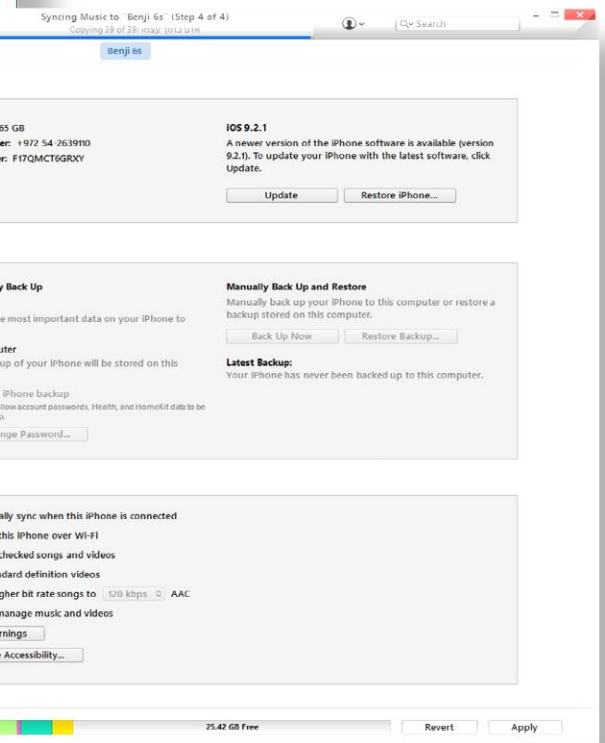 Syncing Music to "Benji 6s" (Step 4 of 4)
Copying 39 of 39:
Search
Benji 6s
65 GB
er: +972 54-2639110
er: F17QMCT6GRXY
iOS 9.2.1
A newer version of the iPhone software is available (version
9.2.1). To update your iPhone with the latest software, click
Update.
Update
Restore iPhone...
y Back Up
e most important data on your iPhone to
uter
up of your iPhone will be stored on this
iPhone backup
llow account passwords, Health, and HomeKit data to be
p.
nge Password...
Manually Back Up and Restore
Manually back up your iPhone to this computer or restore a
backup stored on this computer.
Back Up Now
Restore Backup...
Latest Backup:
Your iPhone has never been backed up to this computer.
ally sync when this iPhone is connected
this iPhone over Wi-Fi
checked songs and videos
ndard definition videos
gher bit rate songs to 128 kbps AAC
manage music and videos
rnings
e Accessibility...
25.42 GB Free
Revert
Apply